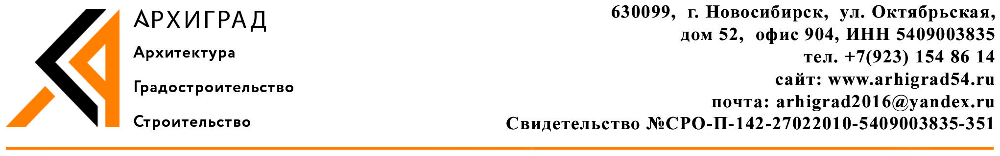 АРХИГРАД
Архитектура
Градостроительство
Строительство
630099, г. Новосибирск, ул. Октябрьская,
дом 52, офис 904, ИНН 5409003835
тел. +7(923) 154 86 14
сайт: www.arhigrad54.ru
почта: arhigrad2016@yandex.ru
Свидетельство №СРО-П-142-27022010-5409003835-351